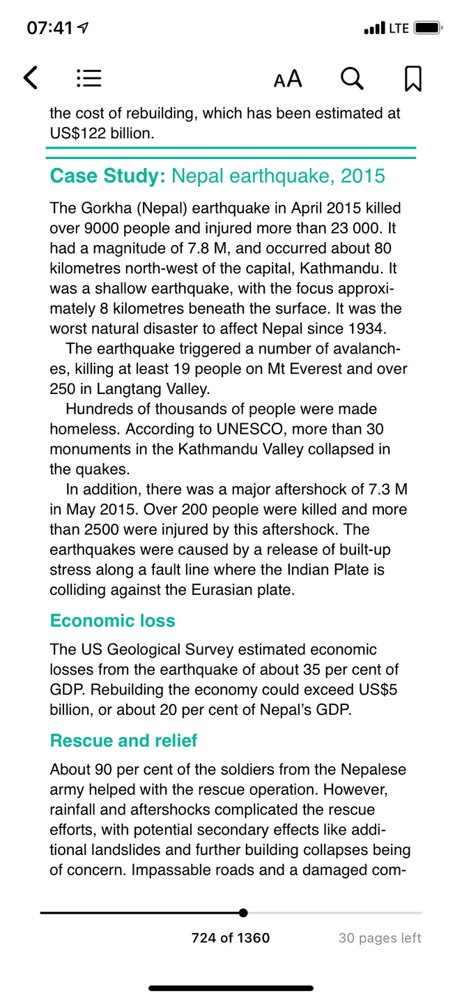 07:41
LTE
AA
the cost of rebuilding, which has been estimated at
US$122 billion.
Case Study: Nepal earthquake, 2015
The Gorkha (Nepal) earthquake in April 2015 killed
over 9000 people and injured more than 23 000. It
had a magnitude of 7.8 M, and occurred about 80
kilometres north-west of the capital, Kathmandu. It
was a shallow earthquake, with the focus approxi-
mately 8 kilometres beneath the surface. It was the
worst natural disaster to affect Nepal since 1934.
The earthquake triggered a number of avalanch-
es, killing at least 19 people on Mt Everest and over
250 in Langtang Valley.
Hundreds of thousands of people were made
homeless. According to UNESCO, more than 30
monuments in the Kathmandu Valley collapsed in
the quakes.
In addition, there was a major aftershock of 7.3 M
in May 2015. Over 200 people were killed and more
than 2500 were injured by this aftershock. The
earthquakes were caused by a release of built-up
stress along a fault line where the Indian Plate is
colliding against the Eurasian plate.
Economic loss
The US Geological Survey estimated economic
losses from the earthquake of about 35 per cent of
GDP. Rebuilding the economy could exceed US$5
billion, or about 20 per cent of Nepal's GDP.
Rescue and relief
About 90 per cent of the soldiers from the Nepalese
army helped with the rescue operation. However,
rainfall and aftershocks complicated the rescue
efforts, with potential secondary effects like addi-
tional landslides and further building collapses being
of concern. Impassable roads and a damaged com-
724 of 1360
30 pages left